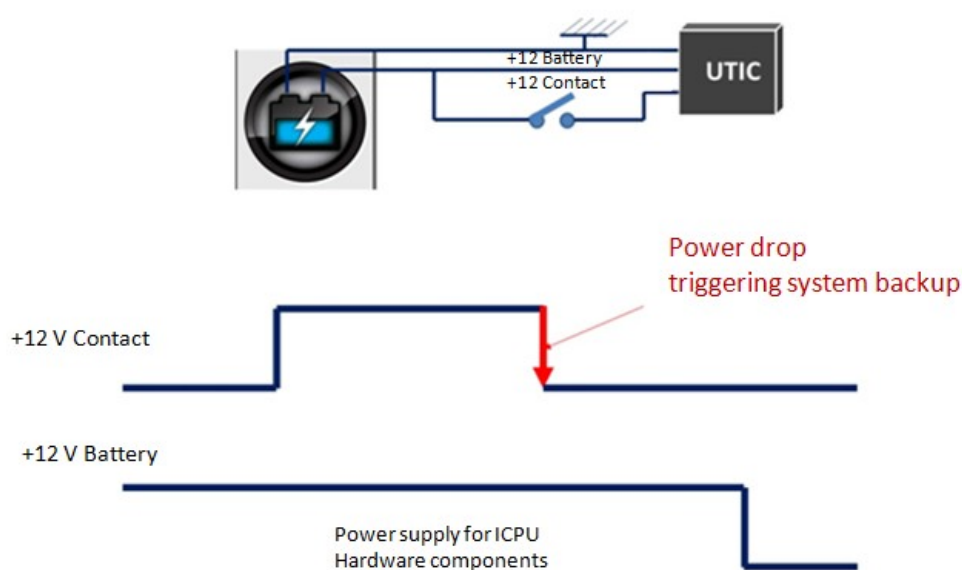 +12 Battery
+12 Contact
UTIC
Power drop
triggering system backup
+12 V Contact
+12 V Battery
Power supply for ICPU
Hardware components